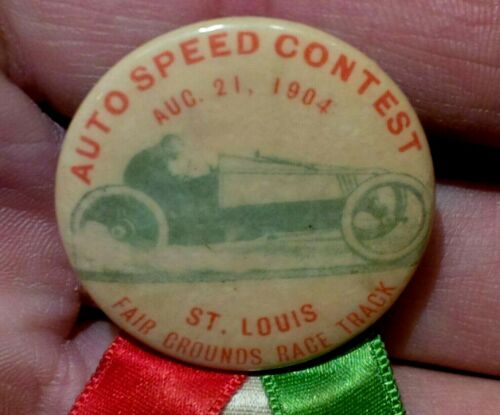 AUTO SPEED CONTEST
AUG. 21, 1904
ST. LOUIS
FAIR GROUNDS RACE TRACK